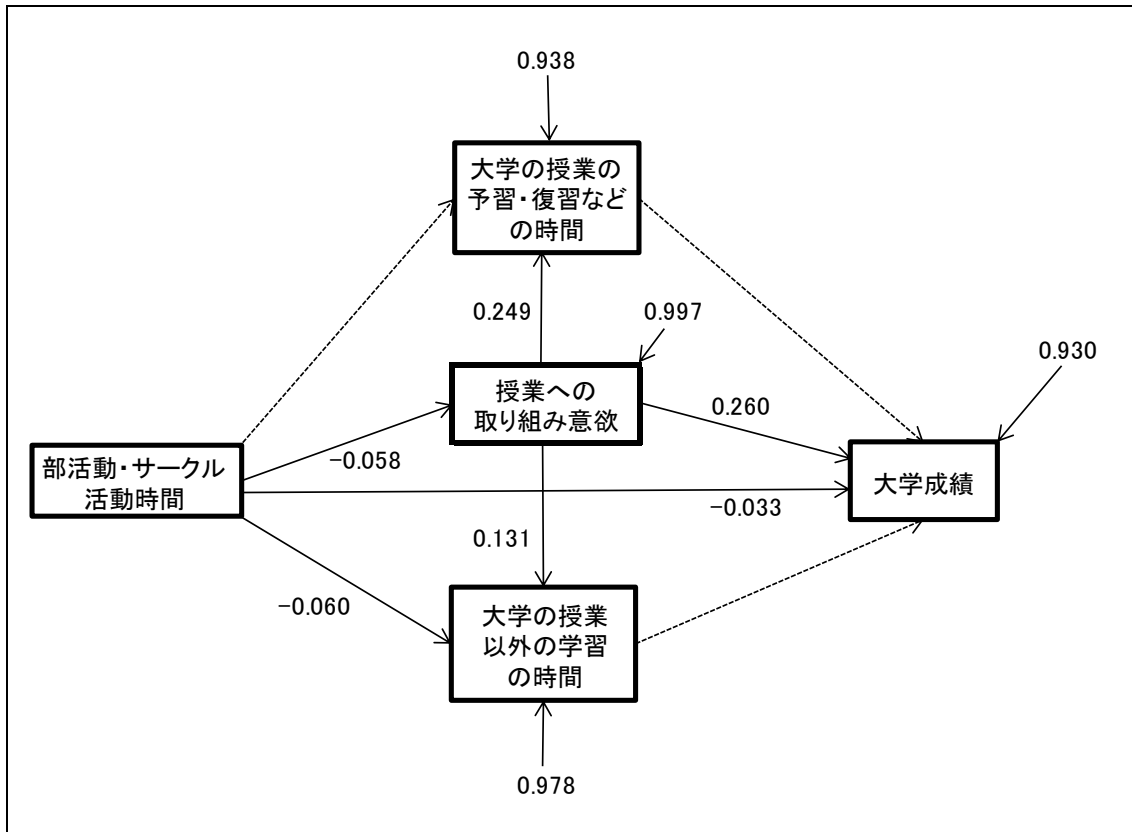 0.938
大学の授業の
予習・復習など
の時間
0.249
0.997
0.930
授業への
取り組み意欲
0.260
部活動・サークル
活動時間
−0.058
大学成績
−0.033
0.131
−0.060
大学の授業
以外の学習
の時間
0.978